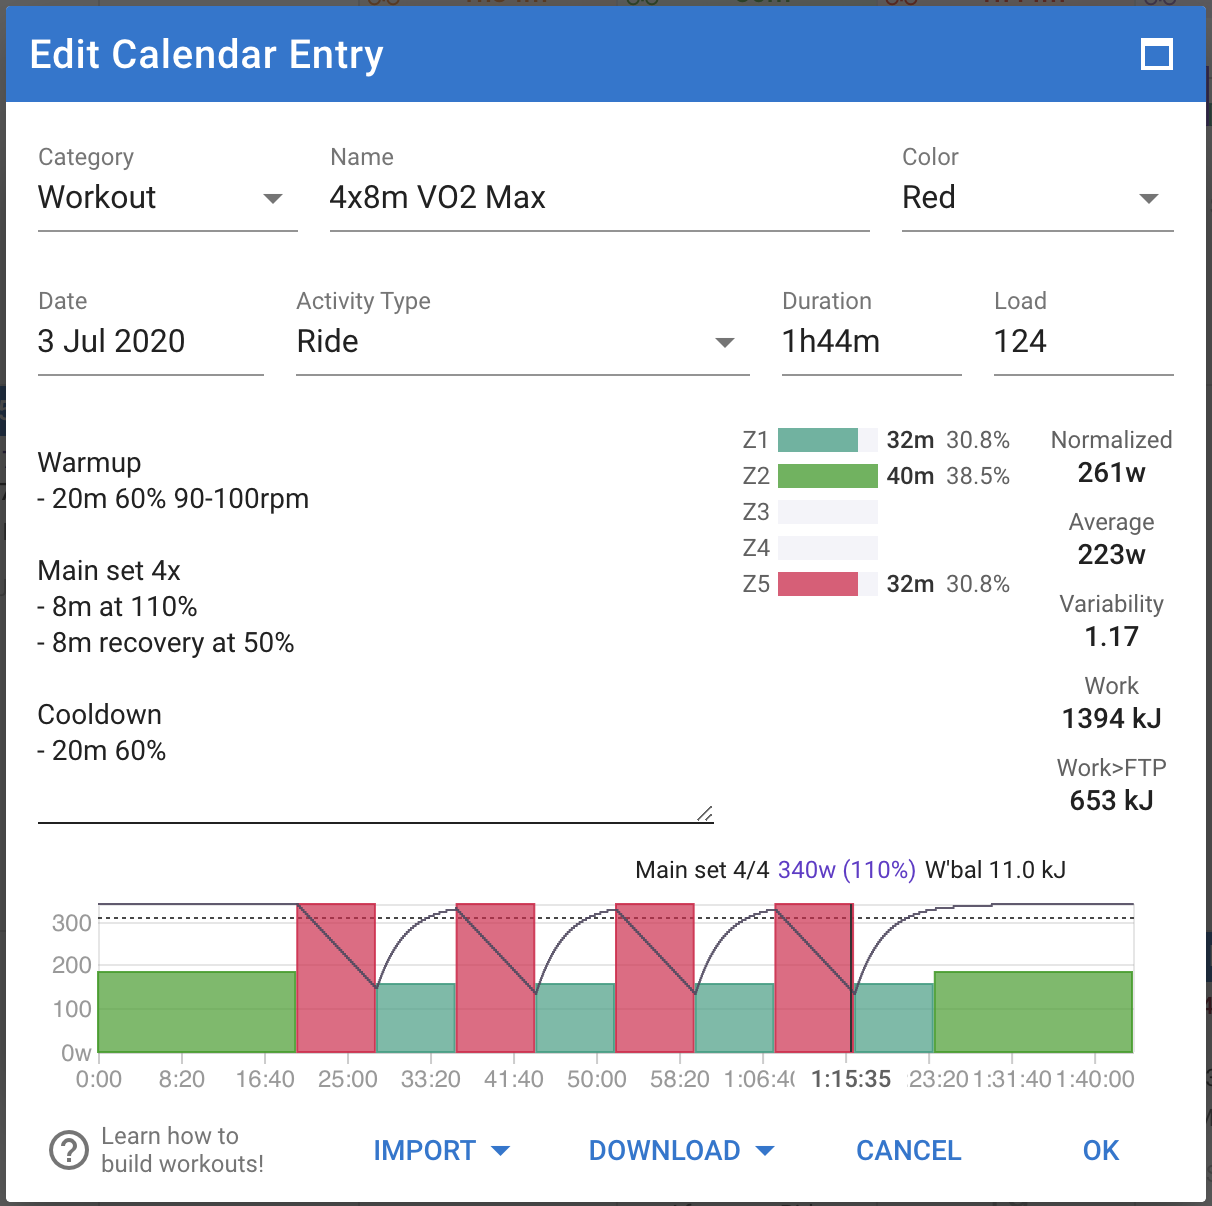 Edit Calendar Entry
Category
Workout
Name
4x8m VO2 Max
Color
Red
Date
3 Jul 2020
Activity Type
Ride
Duration
1h44m
Load
124
Warmup
- 20m 60% 90-100rpm
Main set 4x
- 8m at 110%
- 8m recovery at 50%
Cooldown
- 20m 60%
Z1 32m 30.8%
Z2 40m 38.5%
Z3
Z4
Z5 32m 30.8%
Normalized
261w
Average
223w
Variability
1.17
Work
1394 kJ
Work>FTP
653 kJ
Main set 4/4 340w (110%) W'bal 11.0 kJ
300
200
100
0w
0:00 8:20 16:40 25:00 33:20 41:40 50:00 58:20 1:06:4 1:15:35 :23:20 1:31:40 1:40:00
Learn how to
build workouts!
IMPORT
DOWNLOAD
CANCEL
OK